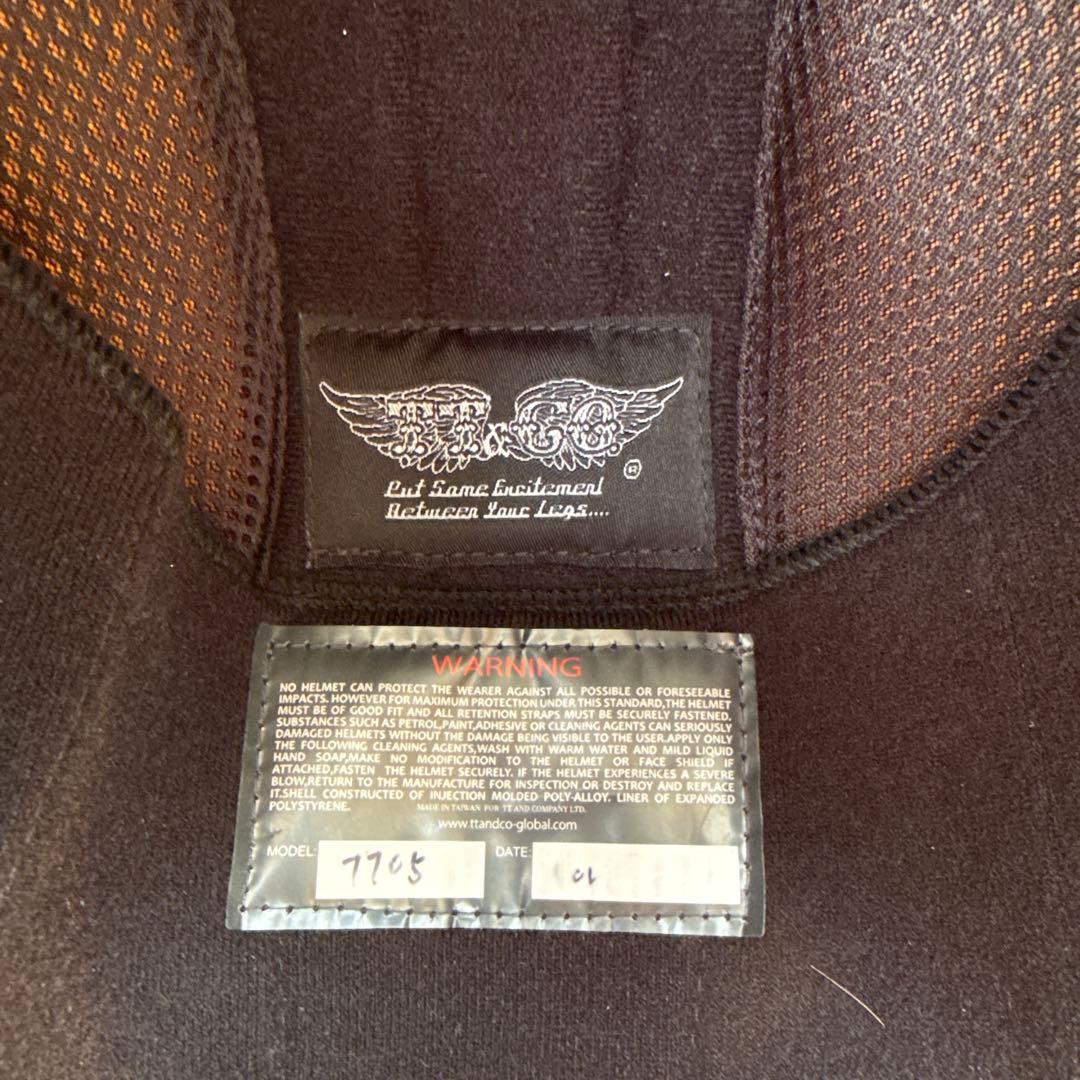 TT&CO.
®
Put Some Excitement
Between Your Legs....
WARNING
NO HELMET CAN PROTECT THE WEARER AGAINST ALL POSSIBLE OR FORESEEABLE
IMPACTS. HOWEVER FOR MAXIMUM PROTECTION UNDER THIS STANDARD,THE HELMET
MUST BE OF GOOD FIT AND ALL RETENTION STRAPS MUST BE SECURELY FASTENED.
SUBSTANCES SUCH AS PETROL,PAINT,ADHESIVE OR CLEANING AGENTS CAN SERIOUSLY
DAMAGED HELMETS WITHOUT THE DAMAGE BEING VISIBLE TO THE USER.APPLY ONLY
THE FOLLOWING CLEANING AGENTS,WASH WITH WARM WATER AND MILD LIQUID
HAND SOAP,MAKE NO MODIFICATION TO THE HELMET OR FACE SHIELD IF
ATTACHED,FASTEN THE HELMET SECURELY. IF THE HELMET EXPERIENCES A SEVERE
BLOW,RETURN TO THE MANUFACTURE FOR INSPECTION OR DESTROY AND REPLACE
IT.SHELL CONSTRUCTED OF INJECTION MOLDED POLY-ALLOY. LINER OF EXPANDED
POLYSTYRENE. MADE IN TAIWAN FOR TT AND COMPANY LTD.
www.ttandco-global.com
MODEL: 7705 DATE: